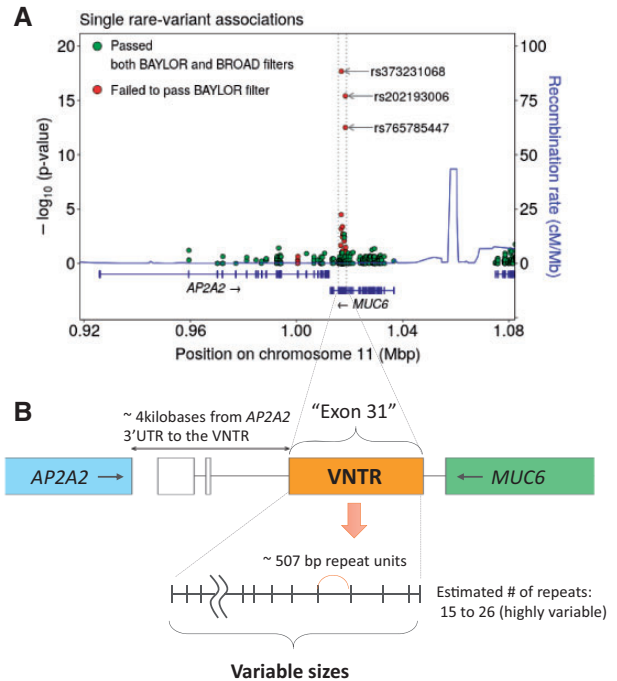 A
Single rare-variant associations
Passed
both BAYLOR and BROAD filters
Failed to pass BAYLOR filter
rs373231068
rs202193006
rs765785447
20
15
10
5
0
− log10 (p-value)
100
75
50
25
0
Recombination rate (cM/Mb)
AP2A2 →
← MUC6
0.92 0.96 1.00 1.04 1.08
Position on chromosome 11 (Mbp)
B
~ 4kilobases from AP2A2
3’UTR to the VNTR
“Exon 31”
AP2A2
VNTR
MUC6
~ 507 bp repeat units
Estimated # of repeats:
15 to 26 (highly variable)
Variable sizes